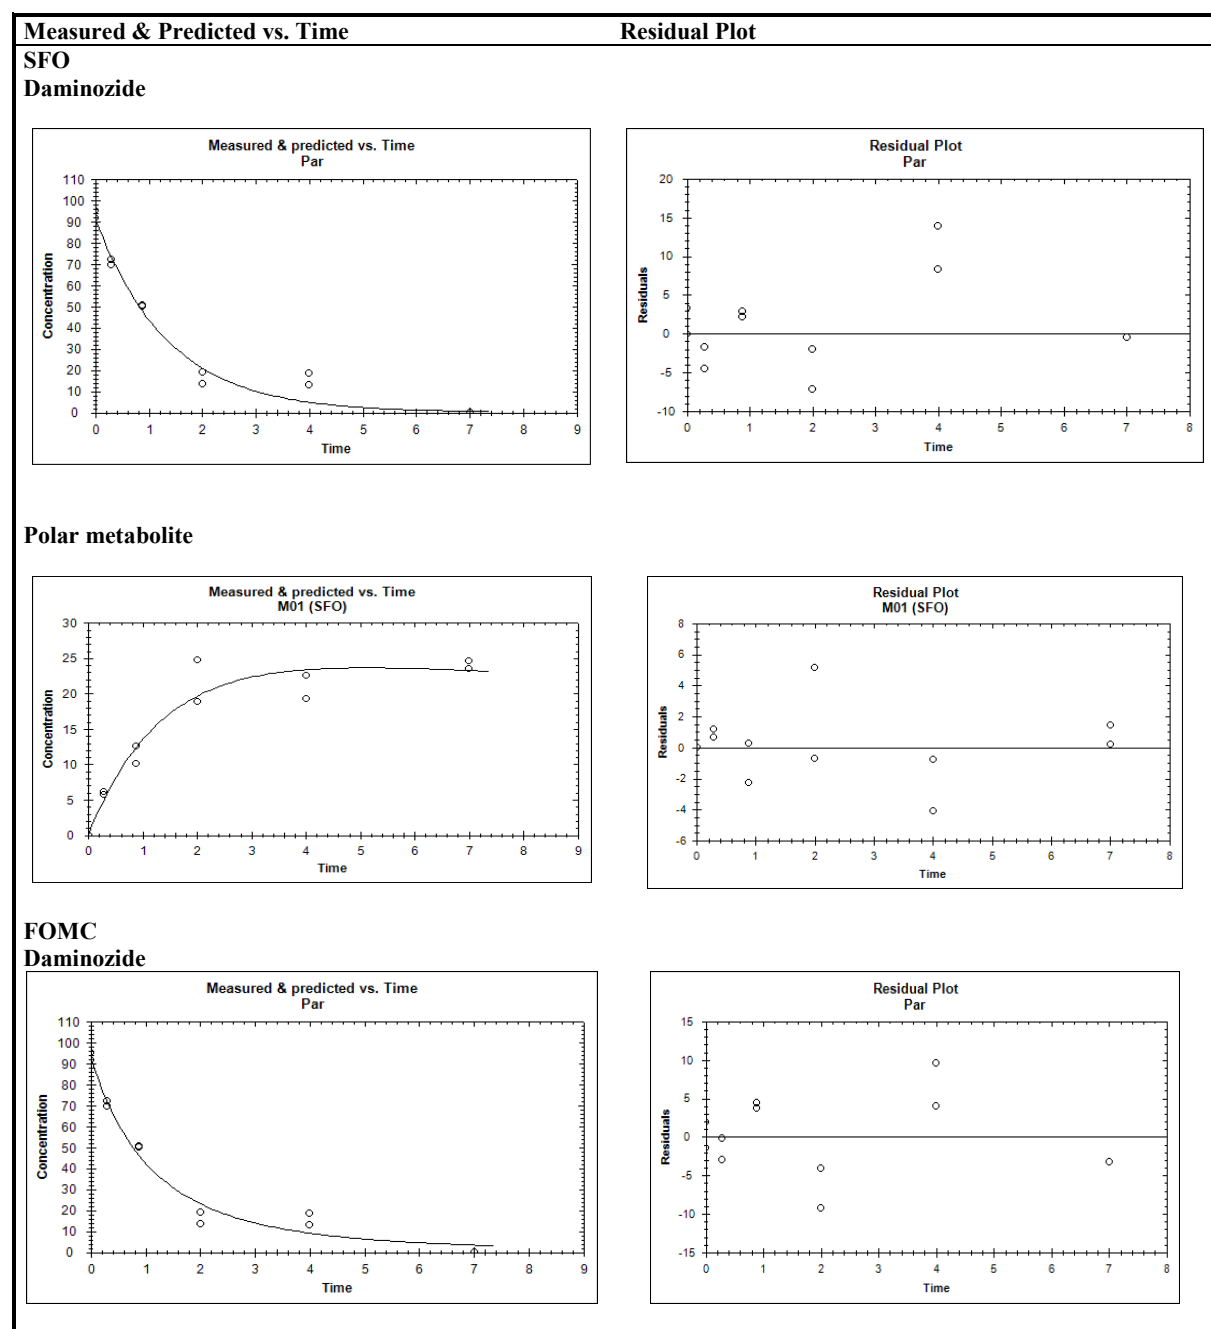 Measured & Predicted vs. Time Residual Plot
SFO
Daminozide
Measured & predicted vs. Time
Par
110
100
90
80
70
60
50
40
30
20
10
0
Concentration
0 1 2 3 4 5 6 7 8 9
Time
Residual Plot
Par
20
15
10
5
0
-5
-10
Residuals
0 1 2 3 4 5 6 7 8
Time
Polar metabolite
Measured & predicted vs. Time
M01 (SFO)
30
25
20
15
10
5
0
Concentration
0 1 2 3 4 5 6 7 8 9
Time
Residual Plot
M01 (SFO)
8
6
4
2
0
-2
-4
-6
Residuals
0 1 2 3 4 5 6 7 8
Time
FOMC
Daminozide
Measured & predicted vs. Time
Par
110
100
90
80
70
60
50
40
30
20
10
0
Concentration
0 1 2 3 4 5 6 7 8 9
Time
Residual Plot
Par
15
10
5
0
-5
-10
-15
Residuals
0 1 2 3 4 5 6 7 8
Time